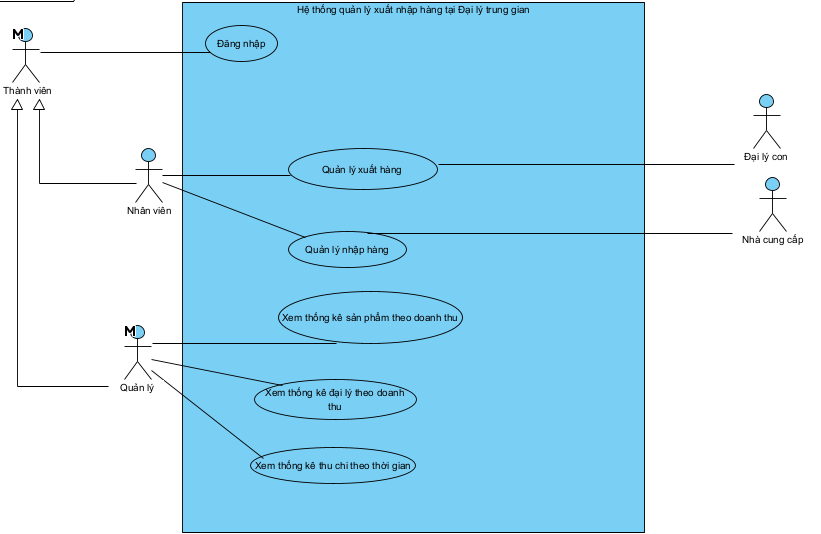 Hệ thống quản lý xuất nhập hàng tại Đại lý trung gian
M
Đăng nhập
Thành viên
Đại lý con
Quản lý xuất hàng
Nhân viên
Nhà cung cấp
Quản lý nhập hàng
Xem thống kê sản phẩm theo doanh thu
M
Quản lý
Xem thống kê đại lý theo doanh
thu
Xem thống kê thu chi theo thời gian